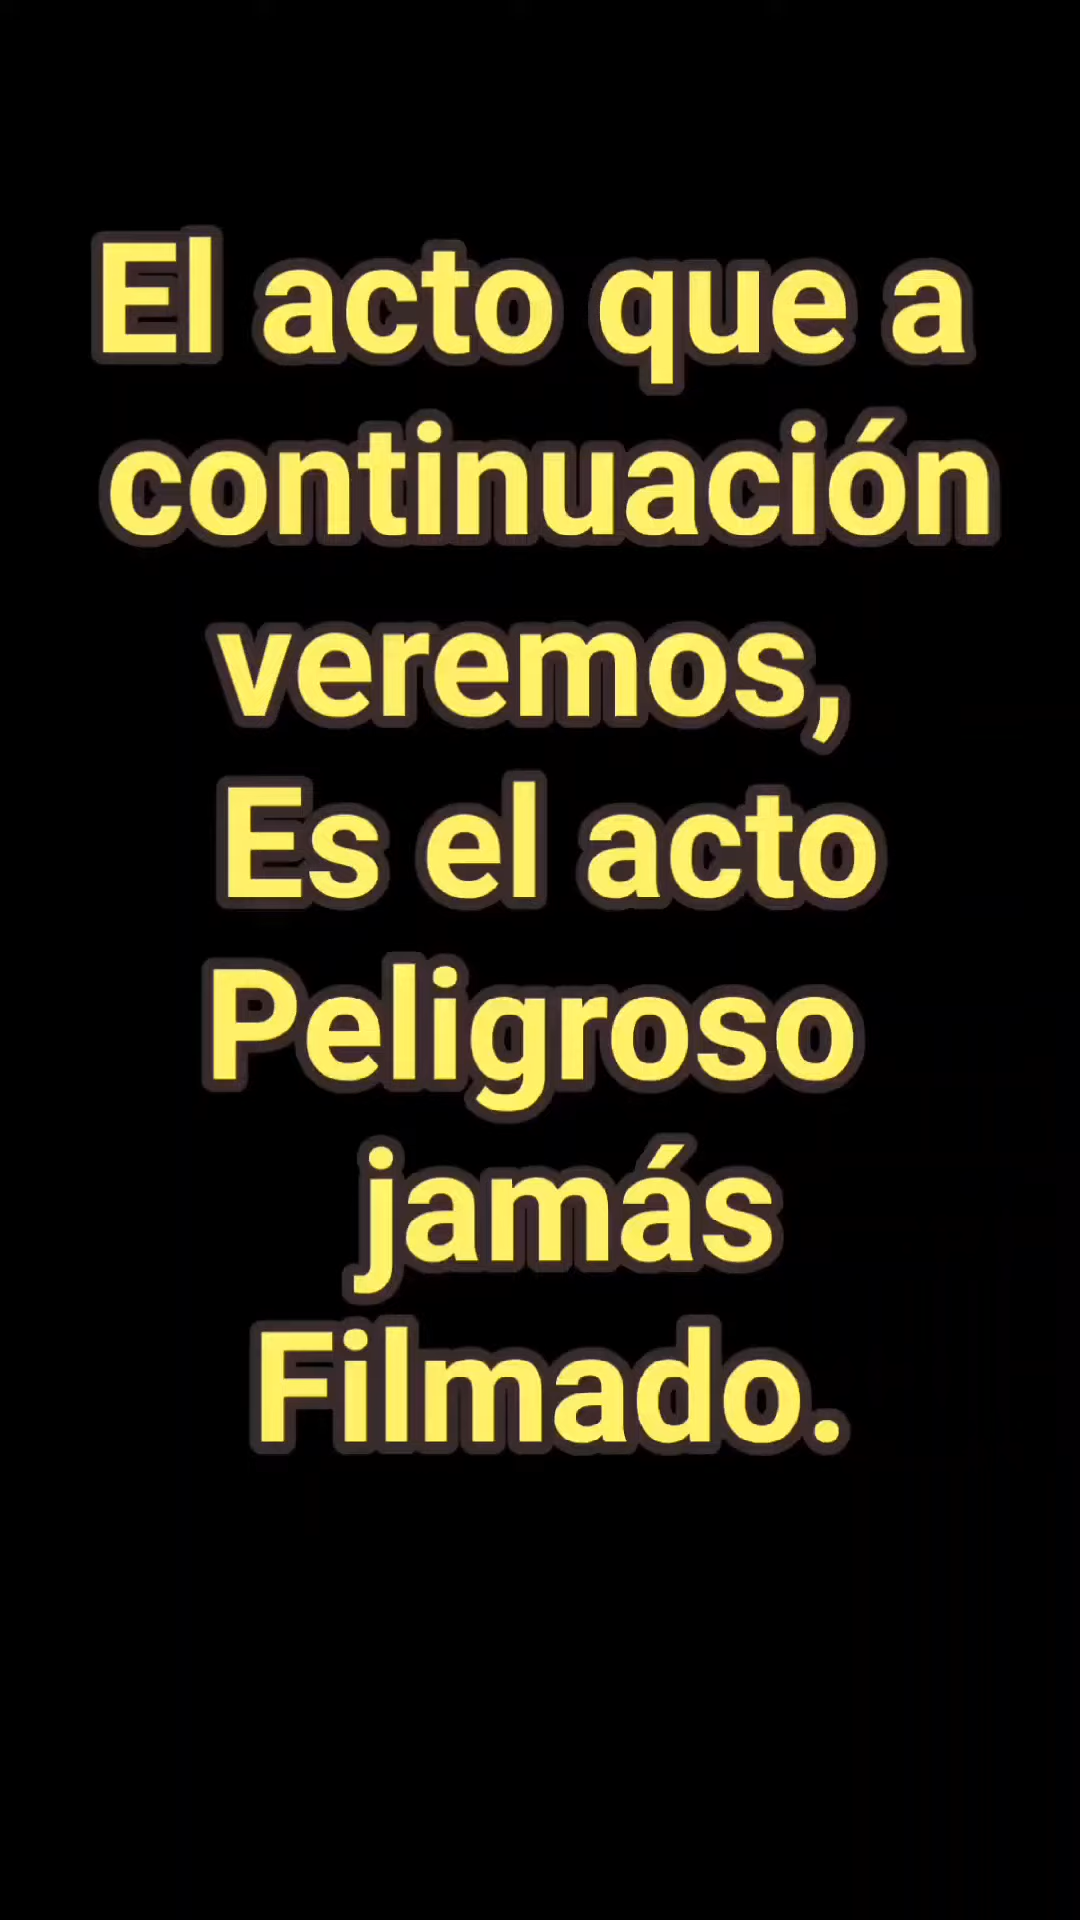 El acto que a
continuación
veremos,
Es el acto
Peligroso
jamás
Filmado.